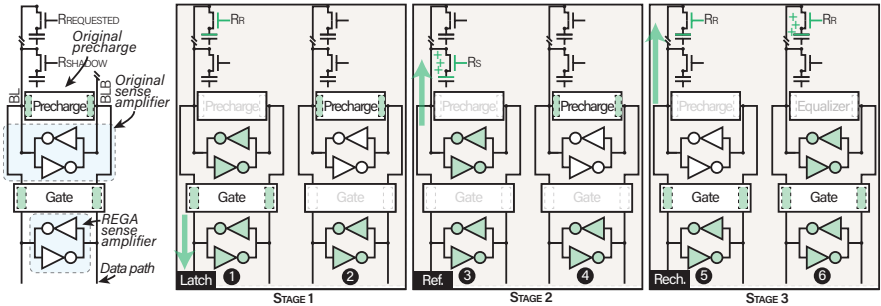 RREQUESTED
Original
precharge
RSHADOW
BL
BLB
Precharge
Original
sense
amplifier
Gate
REGA
sense
amplifier
Data path
RR
Precharge
Gate
Latch
1
Precharge
Gate
2
STAGE 1
RS
Precharge
Gate
Ref.
3
Precharge
Gate
4
STAGE 2
RR
Precharge
Gate
Rech.
5
RR
Equalizer
Gate
6
STAGE 3